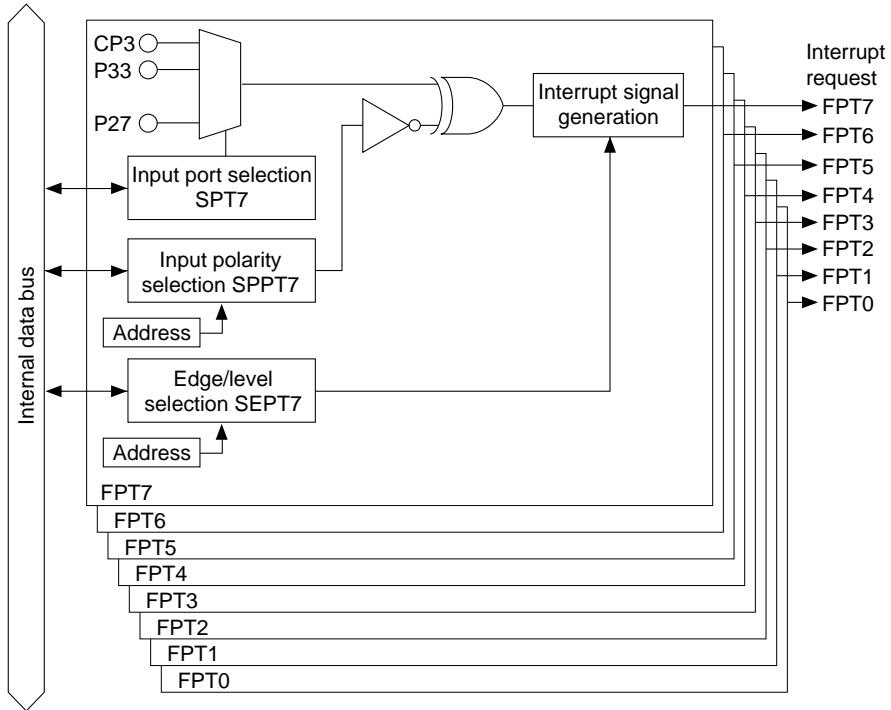 Internal data bus
CP3
P33
P27
Input port selection
SPT7
Input polarity
selection SPPT7
Address
Edge/level
selection SEPT7
Address
Interrupt signal
generation
Interrupt
request
FPT7
FPT6
FPT5
FPT4
FPT3
FPT2
FPT1
FPT0
FPT7
FPT6
FPT5
FPT4
FPT3
FPT2
FPT1
FPT0